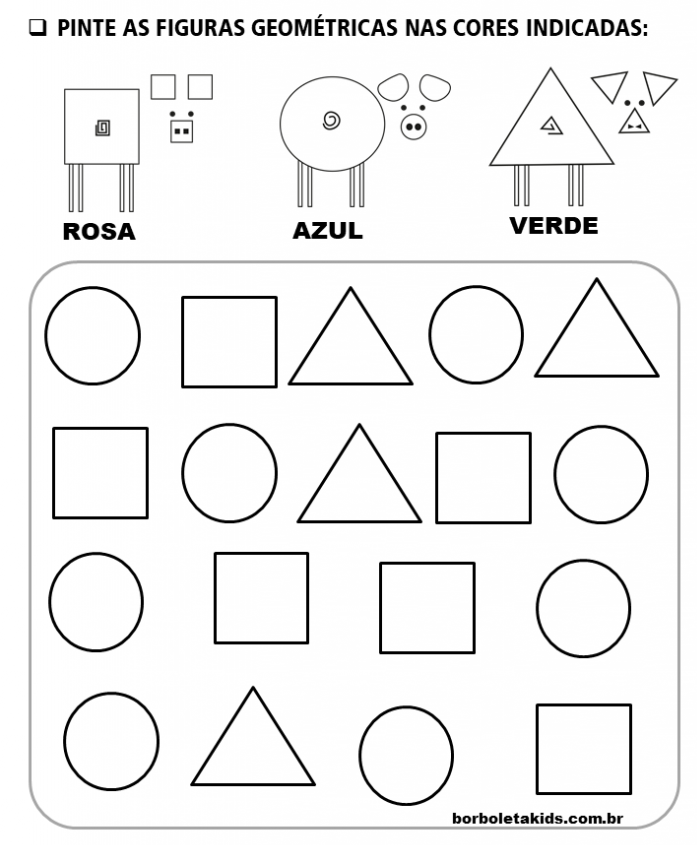 ❑ PINTE AS FIGURAS GEOMÉTRICAS NAS CORES INDICADAS:
ROSA
AZUL
VERDE
borboletakids.com.br